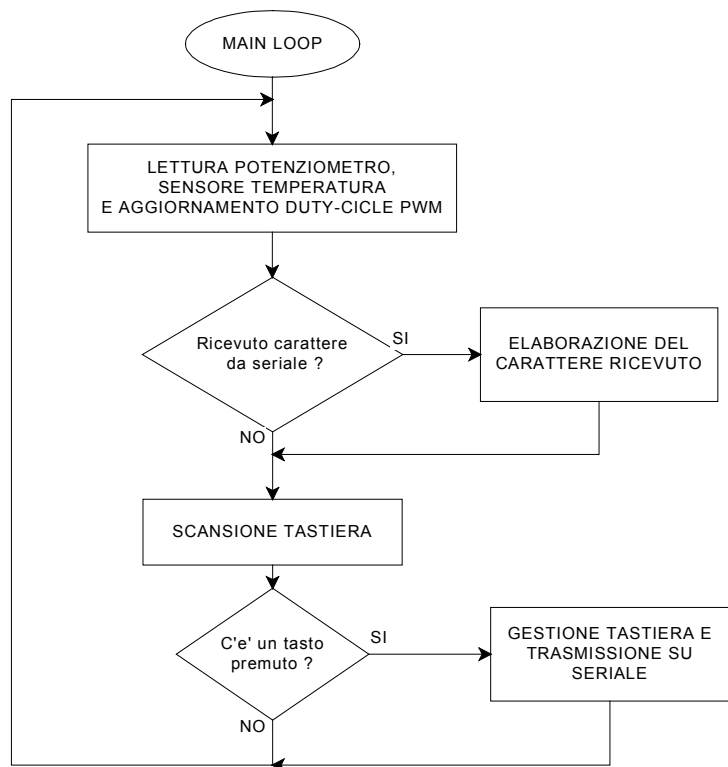 MAIN LOOP
LETTURA POTENZIOMETRO,
SENSORE TEMPERATURA
E AGGIORNAMENTO DUTY-CICLE PWM
Ricevuto carattere
da seriale ?
SI
ELABORAZIONE DEL
CARATTERE RICEVUTO
NO
SCANSIONE TASTIERA
C'e' un tasto
premuto ?
SI
GESTIONE TASTIERA E
TRASMISSIONE SU
SERIALE
NO